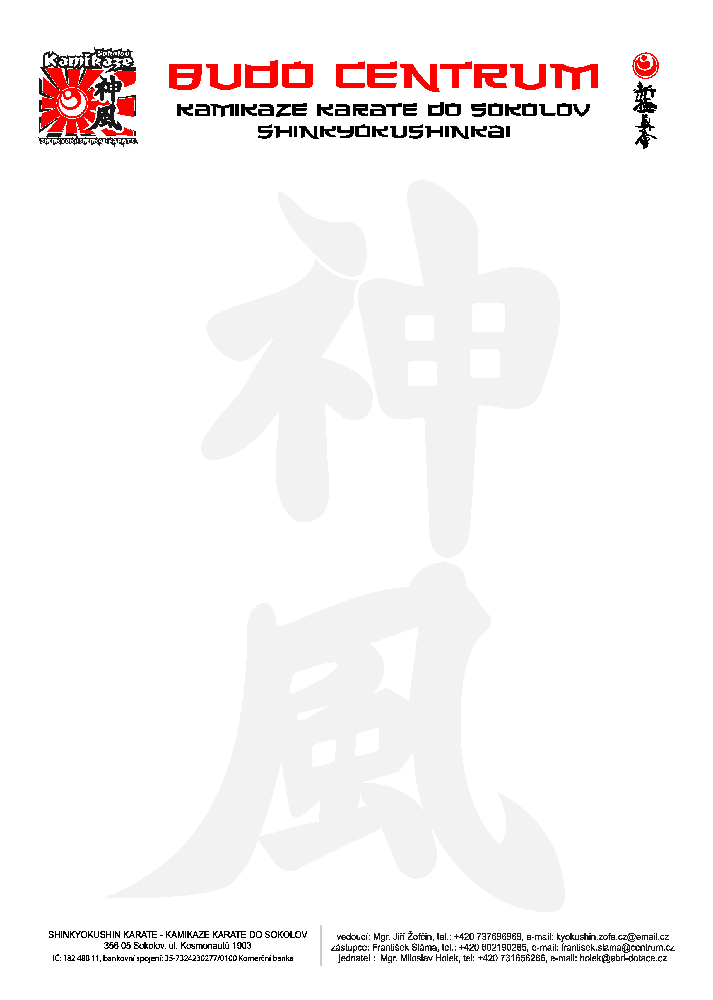 Sokolov
Kamikaze
神風
SHINKYOKUSHINKAI KARATE
BUDO CENTRUM
KAMIKAZE KARATE DO SOKOLOV
SHINKYOKUSHINKAI
新極真会
神
風
SHINKYOKUSHIN KARATE - KAMIKAZE KARATE DO SOKOLOV
356 05 Sokolov, ul. Kosmonautů 1903
IČ: 182 488 11, bankovní spojení: 35-7324230277/0100 Komerční banka
vedoucí: Mgr. Jiří Žofčin, tel.: +420 737696969, e-mail: kyokushin.zofa.cz@email.cz
zástupce: František Sláma, tel.: +420 602190285, e-mail: frantisek.slama@centrum.cz
jednatel :  Mgr. Miloslav Holek, tel: +420 731656286, e-mail: holek@abri-dotace.cz